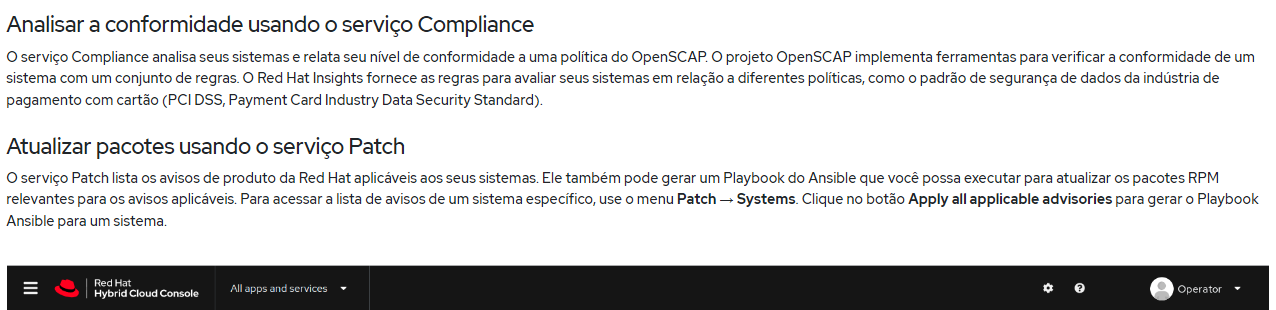 Analisar a conformidade usando o serviço Compliance
O serviço Compliance analisa seus sistemas e relata seu nível de conformidade a uma política do OpenSCAP. O projeto OpenSCAP implementa ferramentas para verificar a conformidade de um
sistema com um conjunto de regras. O Red Hat Insights fornece as regras para avaliar seus sistemas em relação a diferentes políticas, como o padrão de segurança de dados da indústria de
pagamento com cartão (PCI DSS, Payment Card Industry Data Security Standard).
Atualizar pacotes usando o serviço Patch
O serviço Patch lista os avisos de produto da Red Hat aplicáveis aos seus sistemas. Ele também pode gerar um Playbook do Ansible que você possa executar para atualizar os pacotes RPM
relevantes para os avisos aplicáveis. Para acessar a lista de avisos de um sistema específico, use o menu Patch → Systems. Clique no botão Apply all applicable advisories para gerar o Playbook
Ansible para um sistema.
Red Hat
Hybrid Cloud Console
All apps and services
Operator